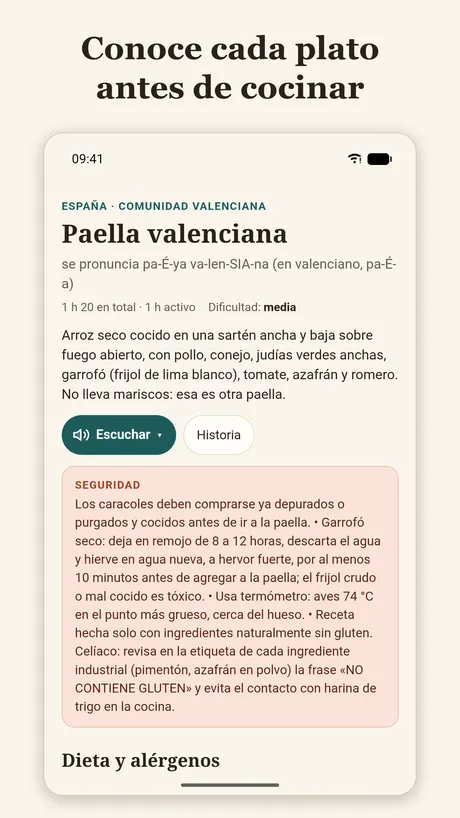 Conoce cada plato
antes de cocinar
09:41
ESPAÑA · COMUNIDAD VALENCIANA
Paella valenciana
se pronuncia pa-É-ya va-len-SIA-na (en valenciano, pa-É-
a)
1 h 20 en total · 1 h activo Dificultad: media
Arroz seco cocido en una sartén ancha y baja sobre
fuego abierto, con pollo, conejo, judías verdes anchas,
garrofó (frijol de lima blanco), tomate, azafrán y romero.
No lleva mariscos: esa es otra paella.
Escuchar
Historia
SEGURIDAD
Los caracoles deben comprarse ya depurados o
purgados y cocidos antes de ir a la paella. • Garrofó
seco: deja en remojo de 8 a 12 horas, descarta el agua
y hierve en agua nueva, a hervor fuerte, por al menos
10 minutos antes de agregar a la paella; el frijol crudo
o mal cocido es tóxico. • Usa termómetro: aves 74 °C
en el punto más grueso, cerca del hueso. • Receta
hecha solo con ingredientes naturalmente sin gluten.
Celíaco: revisa en la etiqueta de cada ingrediente
industrial (pimentón, azafrán en polvo) la frase «NO
CONTIENE GLUTEN» y evita el contacto con harina de
trigo en la cocina.
Dieta y alérgenos